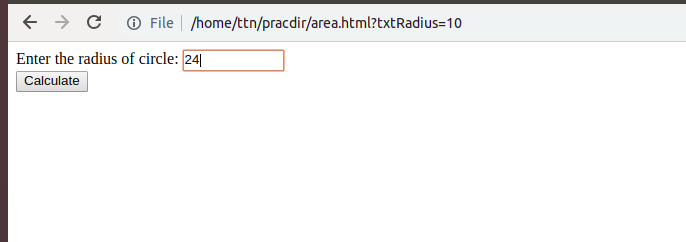 File /home/ttn/pracdir/area.html?txtRadius=10
Enter the radius of circle: 24
Calculate